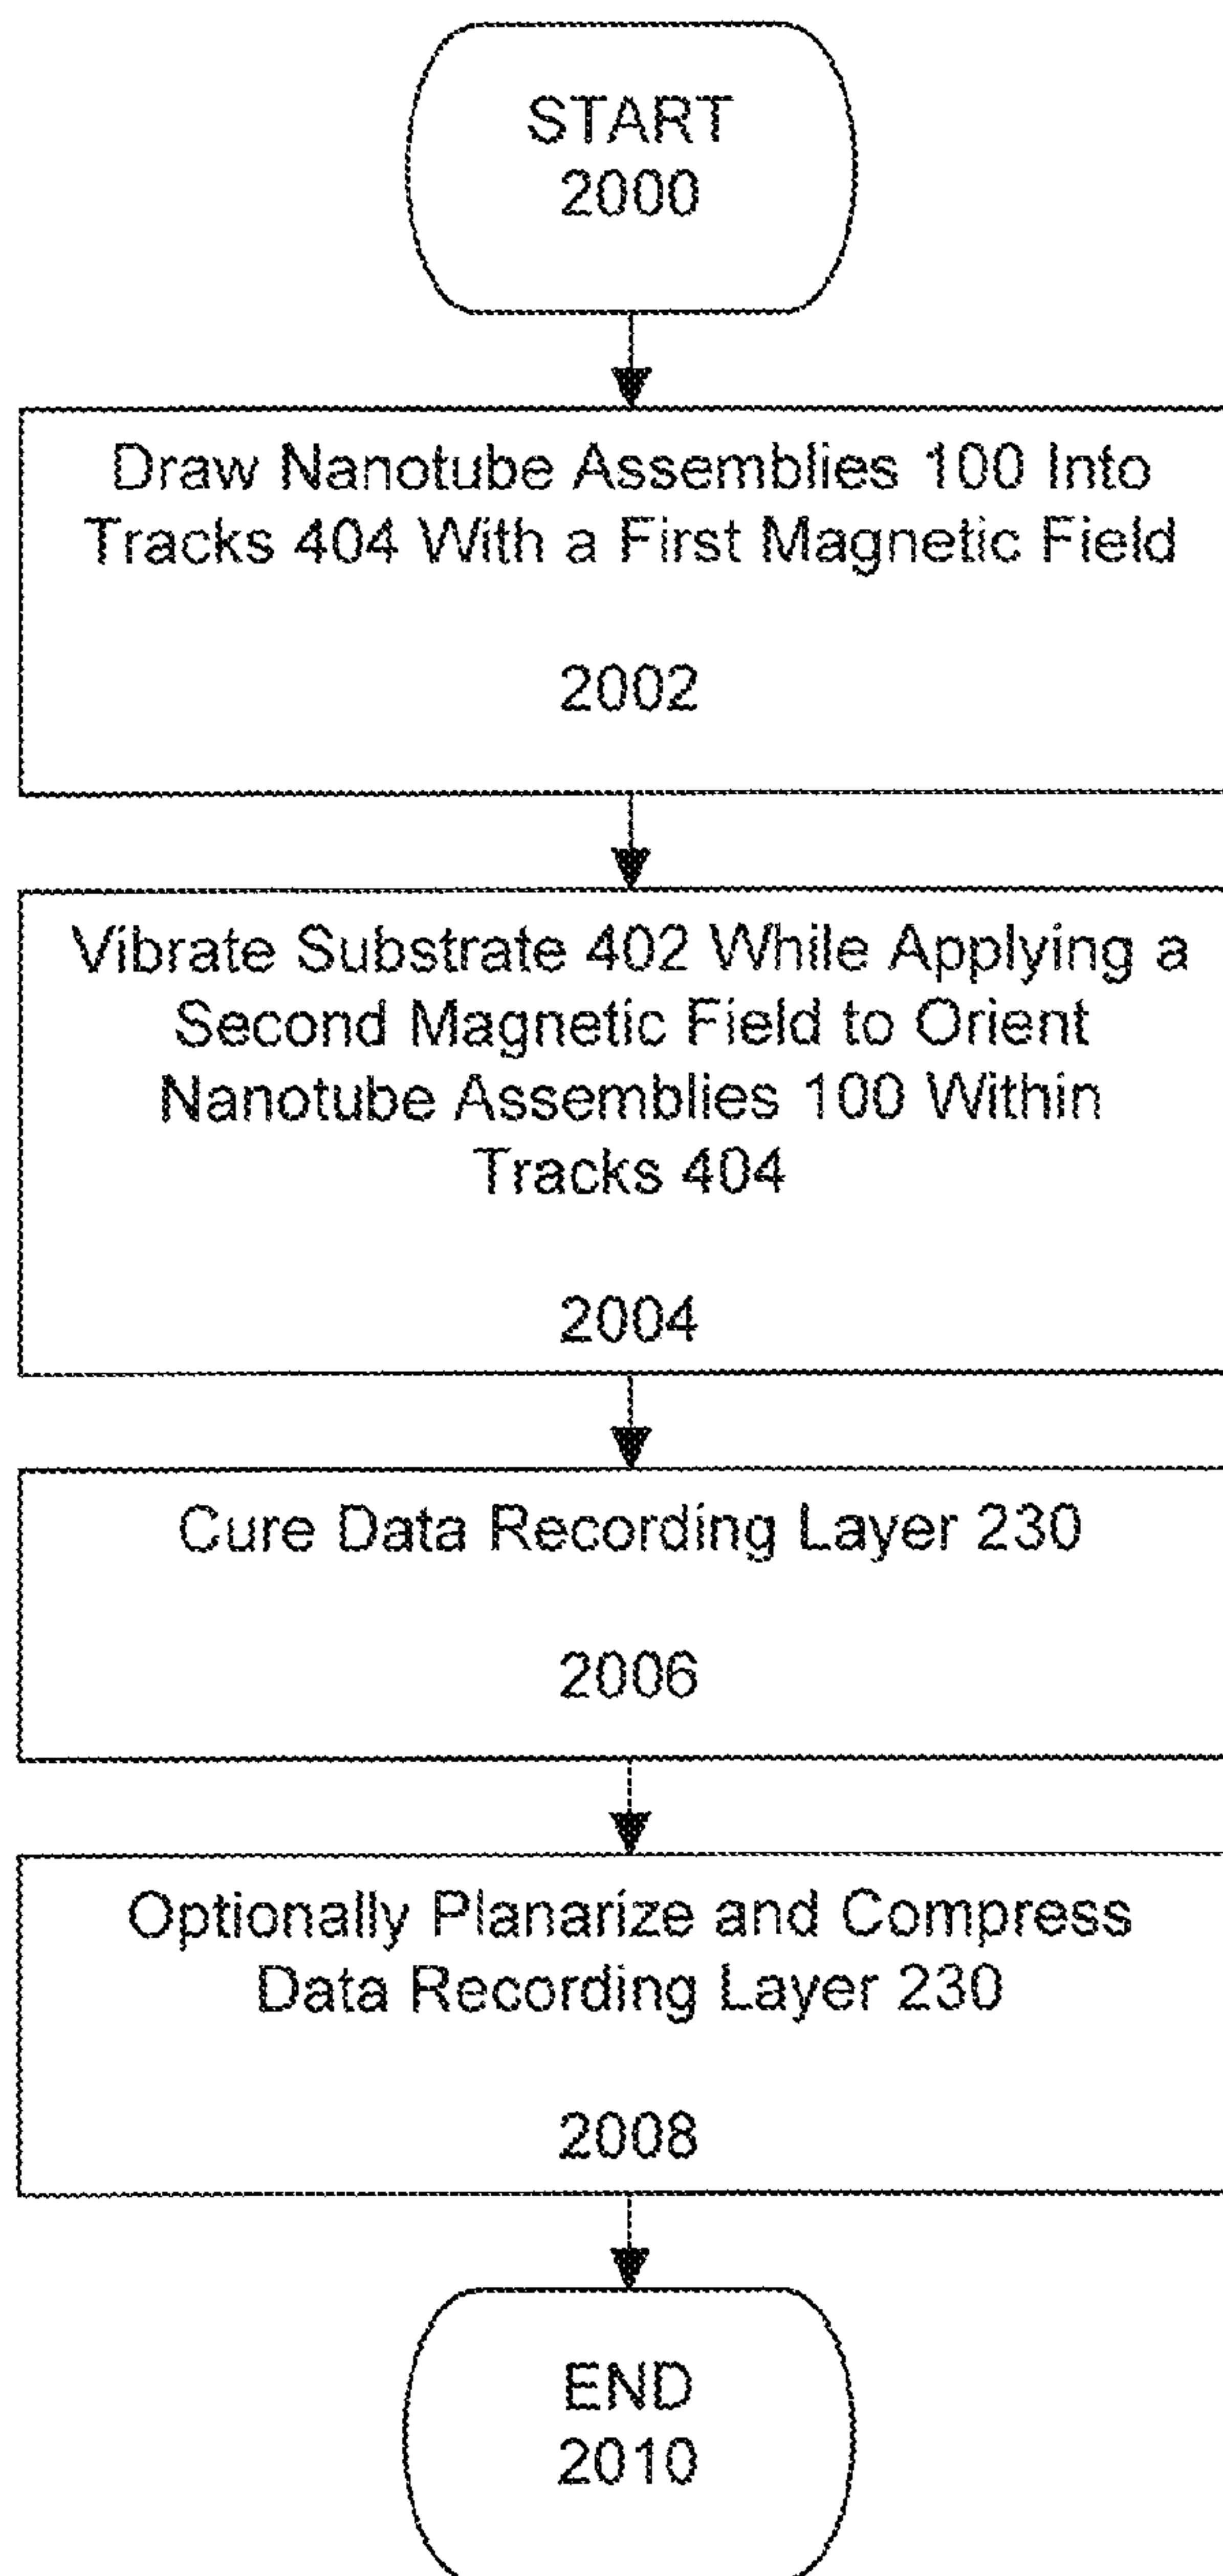 START
2000
Draw Nanotube Assemblies 100 Into
Tracks 404 With a First Magnetic Field
2002
Vibrate Substrate 402 While Applying a
Second Magnetic Field to Orient
Nanotube Assemblies 100 Within
Tracks 404
2004
Cure Data Recording Layer 230
2006
Optionally Planarize and Compress
Data Recording Layer 230
2008
END
2010